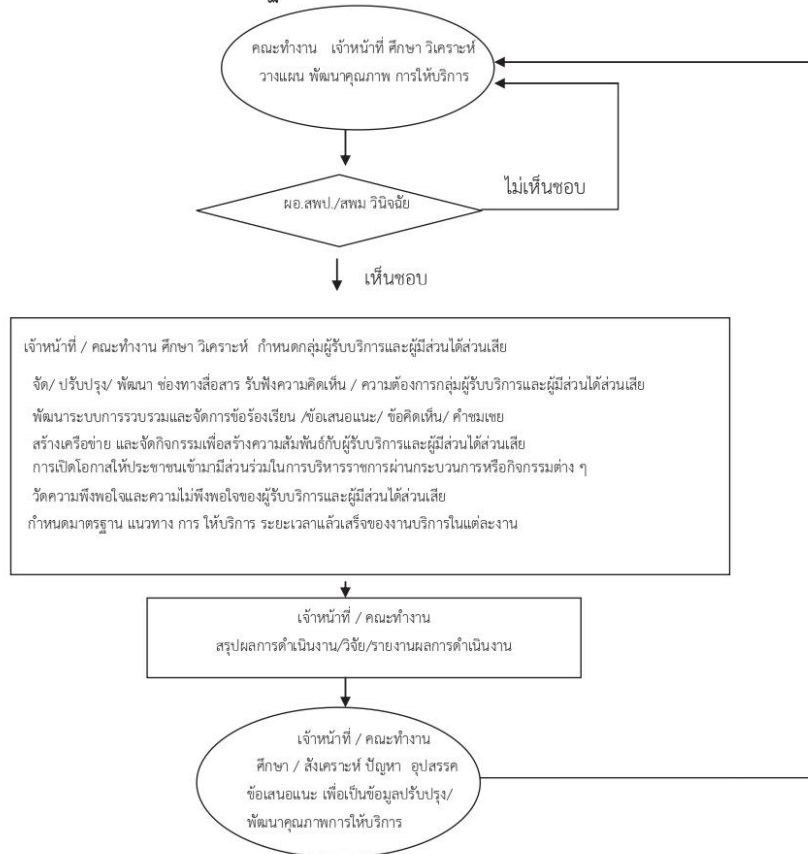 คณะทำงาน เจ้าหน้าที่ ศึกษา วิเคราะห์
วางแผน พัฒนาคุณภาพ การให้บริการ
ผอ.สพป./สพม วินิจฉัย
ไม่เห็นชอบ
เห็นชอบ
เจ้าหน้าที่ / คณะทำงาน ศึกษา วิเคราะห์ กำหนดกลุ่มผู้รับบริการและผู้มีส่วนได้ส่วนเสีย
จัด/ ปรับปรุง/ พัฒนา ช่องทางสื่อสาร รับฟังความคิดเห็น / ความต้องการกลุ่มผู้รับบริการและผู้มีส่วนได้ส่วนเสีย
พัฒนาระบบการรวบรวมและจัดการข้อร้องเรียน /ข้อเสนอแนะ/ ข้อคิดเห็น/ คำชมเชย
สร้างเครือข่าย และจัดกิจกรรมเพื่อสร้างความสัมพันธ์กับผู้รับบริการและผู้มีส่วนได้ส่วนเสีย
การเปิดโอกาสให้ประชาชนเข้ามามีส่วนร่วมในการบริหารราชการผ่านกระบวนการหรือกิจกรรมต่าง ๆ
วัดความพึงพอใจและความไม่พึงพอใจของผู้รับบริการและผู้มีส่วนได้ส่วนเสีย
กำหนดมาตรฐาน แนวทาง การ ให้บริการ ระยะเวลาแล้วเสร็จของงานบริการในแต่ละงาน
เจ้าหน้าที่ / คณะทำงาน
สรุปผลการดำเนินงาน/วิจัย/รายงานผลการดำเนินงาน
เจ้าหน้าที่ / คณะทำงาน
ศึกษา / สังเคราะห์ ปัญหา อุปสรรค
ข้อเสนอแนะ เพื่อเป็นข้อมูลปรับปรุง/
พัฒนาคุณภาพการให้บริการ